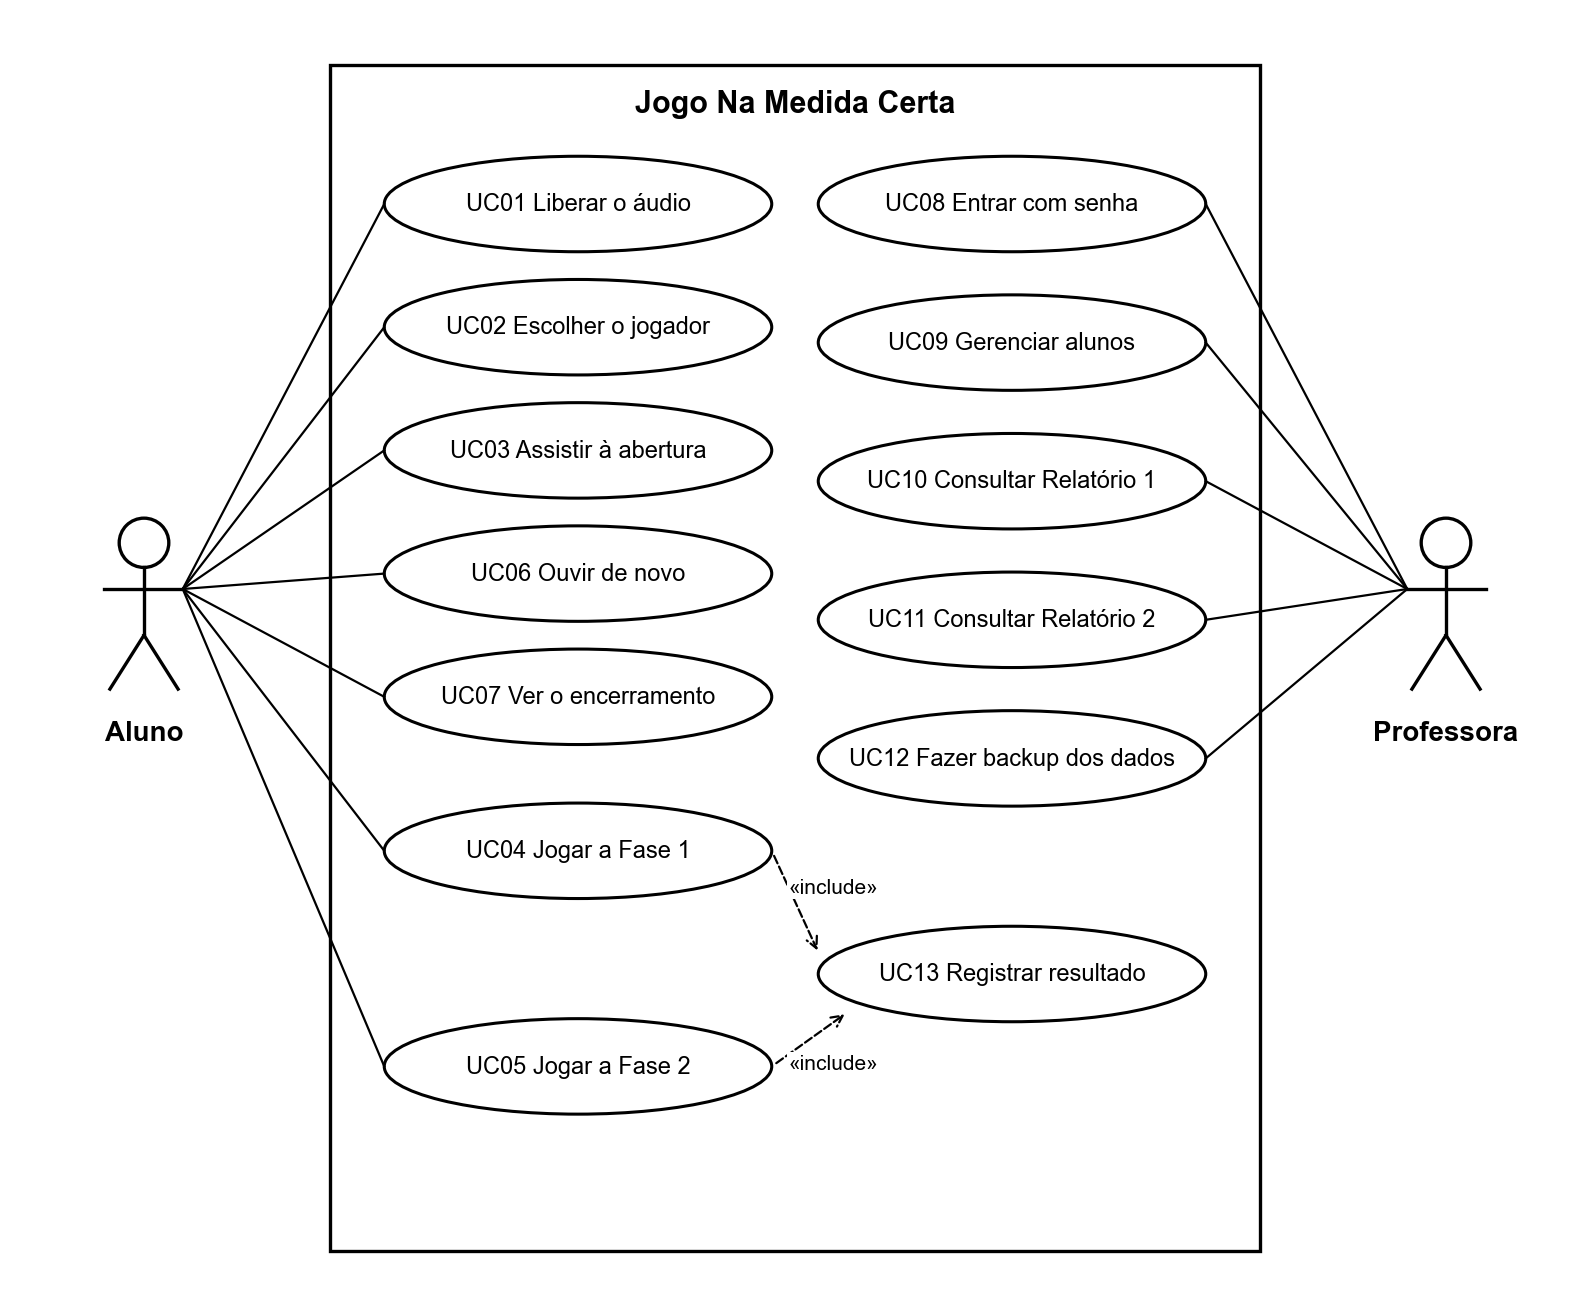 Jogo Na Medida Certa
UC01 Liberar o áudio
UC02 Escolher o jogador
UC03 Assistir à abertura
UC06 Ouvir de novo
UC07 Ver o encerramento
UC04 Jogar a Fase 1
UC05 Jogar a Fase 2
UC08 Entrar com senha
UC09 Gerenciar alunos
UC10 Consultar Relatório 1
UC11 Consultar Relatório 2
UC12 Fazer backup dos dados
«include»
UC13 Registrar resultado
«include»
Aluno
Professora